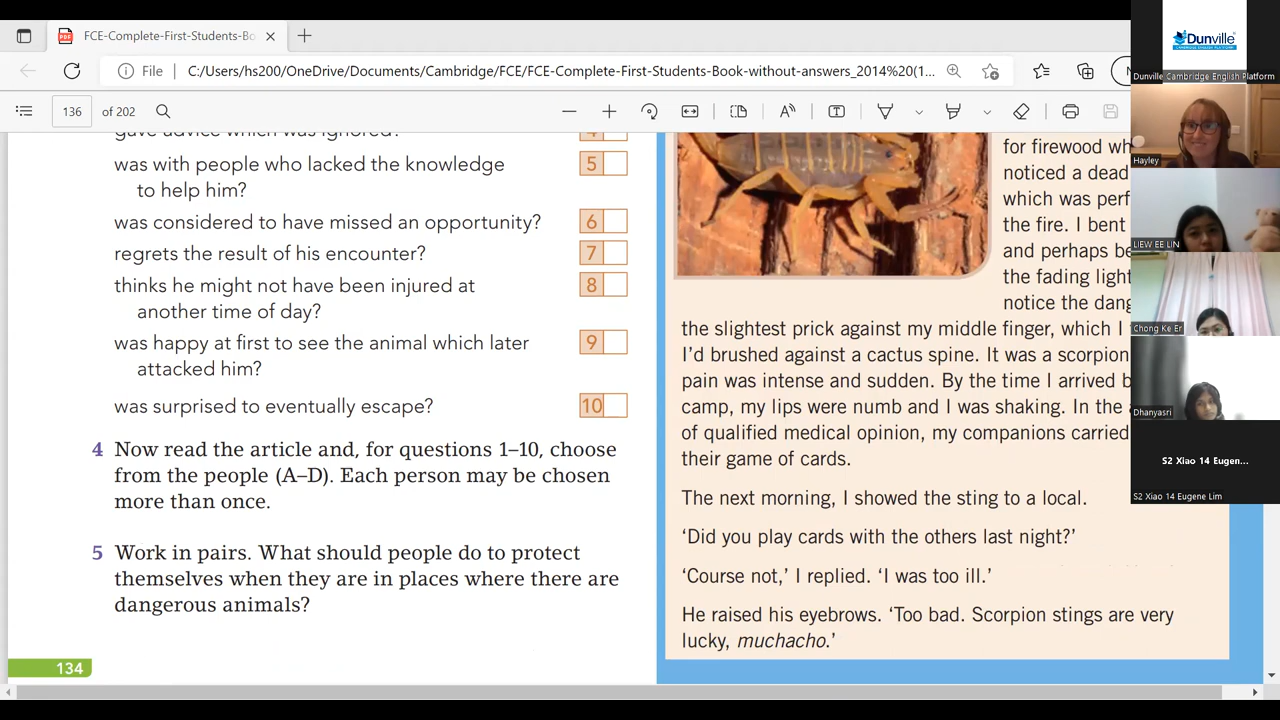 FCE-Complete-First-Students-Bo
File
C:/Users/hs200/OneDrive/Documents/Cambridge/FCE/FCE-Complete-First-Students-Book-without-answers_2014%20(1...
136 of 202
gave advice which was ignored? 4
was with people who lacked the knowledge 5
to help him?
was considered to have missed an opportunity? 6
regrets the result of his encounter? 7
thinks he might not have been injured at 8
another time of day?
was happy at first to see the animal which later 9
attacked him?
was surprised to eventually escape? 10
4 Now read the article and, for questions 1–10, choose
from the people (A–D). Each person may be chosen
more than once.
5 Work in pairs. What should people do to protect
themselves when they are in places where there are
dangerous animals?
134
for firewood wh
noticed a dead
which was perf
the fire. I bent
and perhaps be
the fading light
notice the dang
the slightest prick against my middle finger, which I
I'd brushed against a cactus spine. It was a scorpion
pain was intense and sudden. By the time I arrived b
camp, my lips were numb and I was shaking. In the a
of qualified medical opinion, my companions carried
their game of cards.
The next morning, I showed the sting to a local.
‘Did you play cards with the others last night?’
‘Course not,’ I replied. ‘I was too ill.’
He raised his eyebrows. ‘Too bad. Scorpion stings are very
lucky, muchacho.’
Dunville
CAMBRIDGE ENGLISH PLATFORM
Dunville Cambridge English Platform
Hayley
LIEW EE LIN
Chong Ke Er
Dhanyasri
S2 Xiao 14 Eugen...
S2 Xiao 14 Eugene Lim